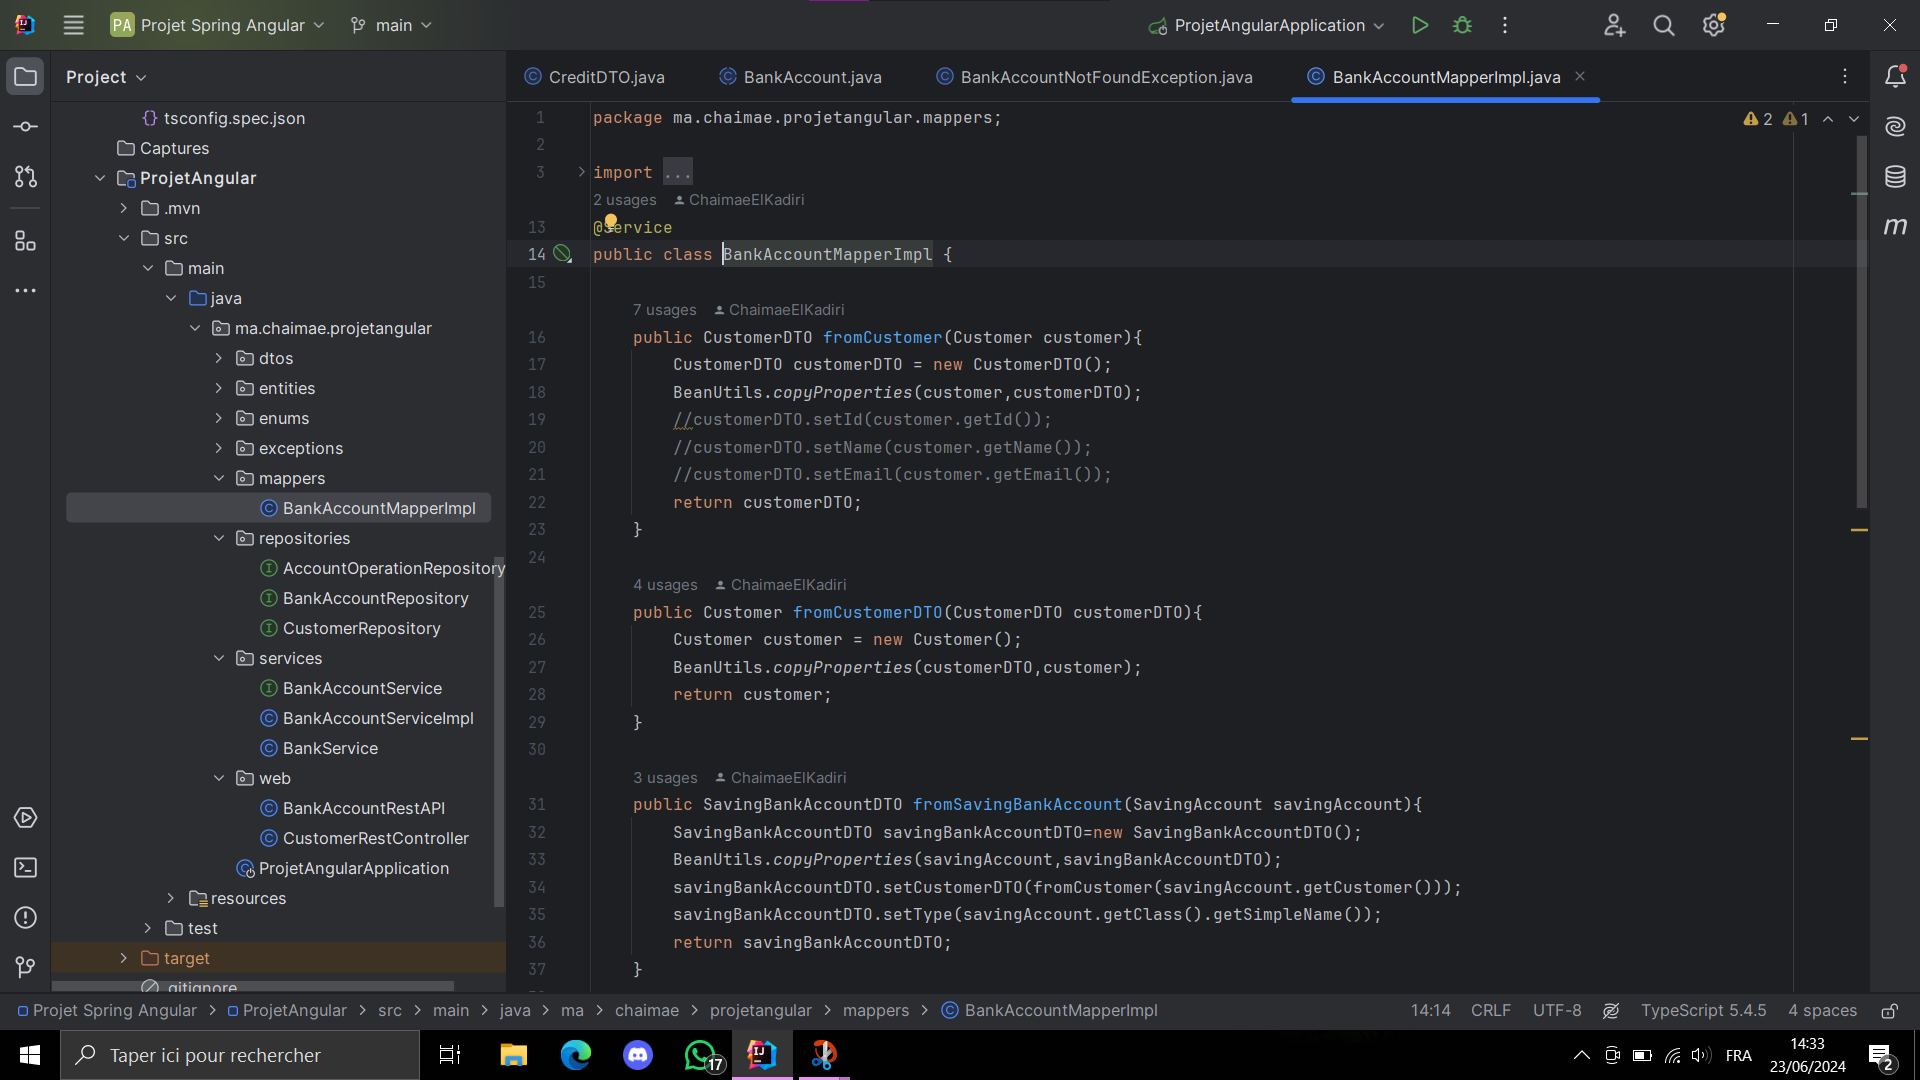 PA Projet Spring Angular main ProjetAngularApplication
Project
CreditDTO.java BankAccount.java BankAccountNotFoundException.java BankAccountMapperImpl.java
tsconfig.spec.json
Captures
ProjetAngular
.mvn
src
main
java
ma.chaimae.projetangular
dtos
entities
enums
exceptions
mappers
BankAccountMapperImpl
repositories
AccountOperationRepository
BankAccountRepository
CustomerRepository
services
BankAccountService
BankAccountServiceImpl
BankService
web
BankAccountRestAPI
CustomerRestController
ProjetAngularApplication
resources
test
target
.gitignore
2 1
1 package ma.chaimae.projetangular.mappers;
2
3 import ...
2 usages ChaimaeElKadiri
13 @Service
14 public class BankAccountMapperImpl {
15
7 usages ChaimaeElKadiri
16 public CustomerDTO fromCustomer(Customer customer){
17 CustomerDTO customerDTO = new CustomerDTO();
18 BeanUtils.copyProperties(customer,customerDTO);
19 //customerDTO.setId(customer.getId());
20 //customerDTO.setName(customer.getName());
21 //customerDTO.setEmail(customer.getEmail());
22 return customerDTO;
23 }
24
4 usages ChaimaeElKadiri
25 public Customer fromCustomerDTO(CustomerDTO customerDTO){
26 Customer customer = new Customer();
27 BeanUtils.copyProperties(customerDTO,customer);
28 return customer;
29 }
30
3 usages ChaimaeElKadiri
31 public SavingBankAccountDTO fromSavingBankAccount(SavingAccount savingAccount){
32 SavingBankAccountDTO savingBankAccountDTO=new SavingBankAccountDTO();
33 BeanUtils.copyProperties(savingAccount,savingBankAccountDTO);
34 savingBankAccountDTO.setCustomerDTO(fromCustomer(savingAccount.getCustomer()));
35 savingBankAccountDTO.setType(savingAccount.getClass().getSimpleName());
36 return savingBankAccountDTO;
37 }
m
Projet Spring Angular > ProjetAngular > src > main > java > ma > chaimae > projetangular > mappers > BankAccountMapperImpl 14:14 CRLF UTF-8 TypeScript 5.4.5 4 spaces
Taper ici pour rechercher 17 FRA 14:33
23/06/2024 2